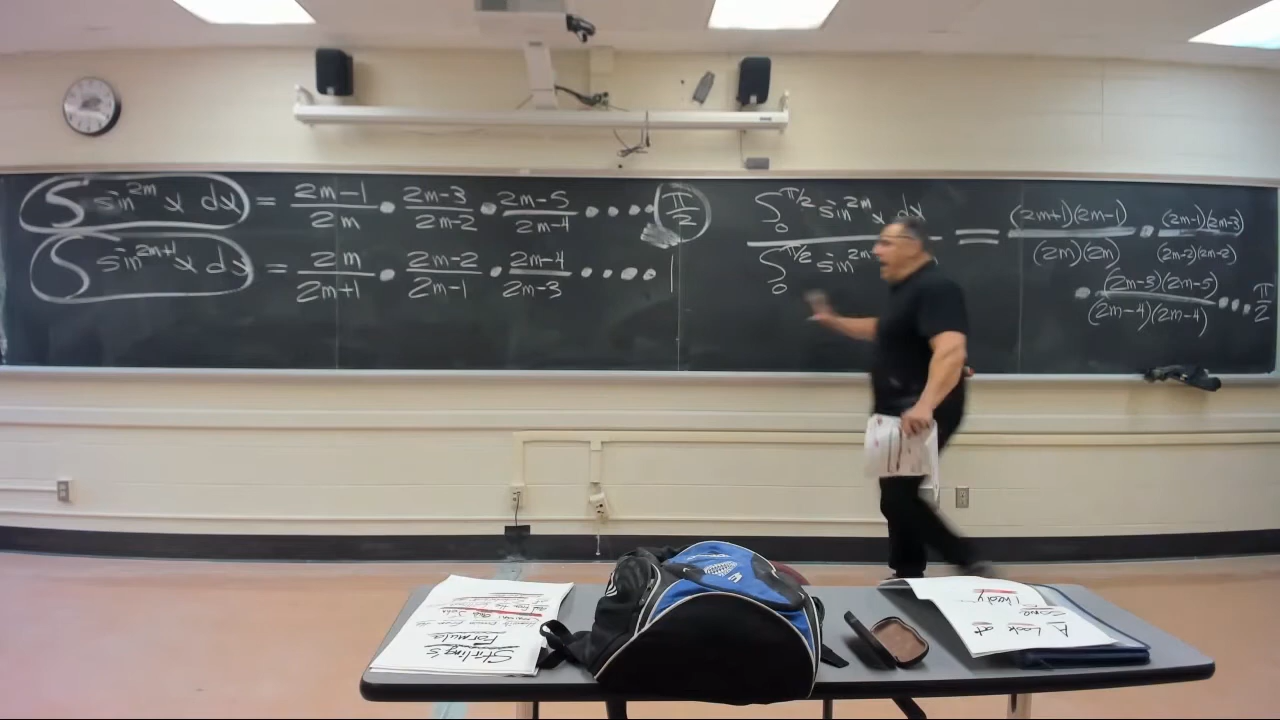 ∫ sin^2m x dx = (2m-1)/(2m) • (2m-3)/(2m-2) • (2m-5)/(2m-4) • • • • π/2
∫ sin^2m+1 x dx = (2m)/(2m+1) • (2m-2)/(2m-1) • (2m-4)/(2m-3) • • • • • 1
∫ 0 π/2 sin^2m x dx
∫ 0 π/2 sin^2m
= ((2m+1)(2m-1))/((2m)(2m)) • ((2m-1)(2m-3))/((2m-2)(2m-2))
• ((2m-3)(2m-5))/((2m-4)(2m-4)) • • • π/2
Stirling's
Formula
A Look at
Some